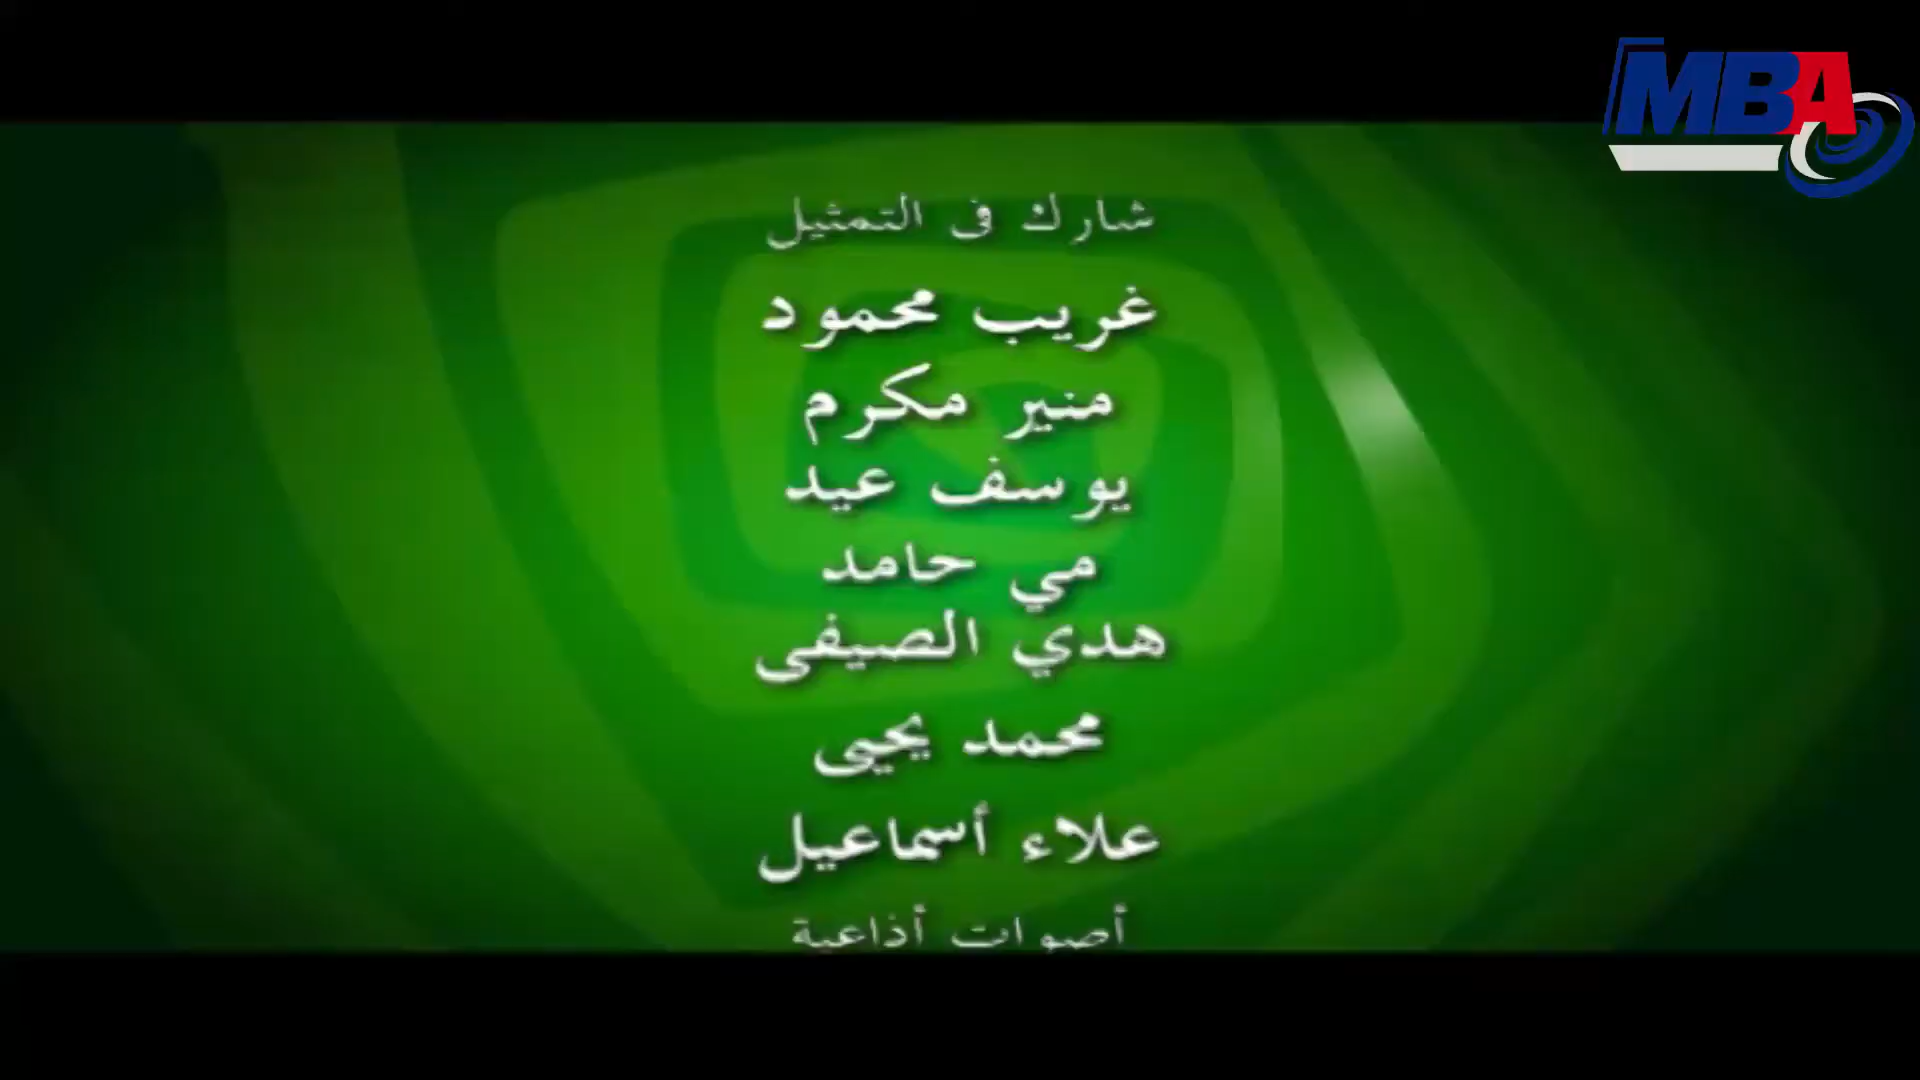 MBA
شارك فى التمثيل
غريب محمود
منير مكرم
يوسف عيد
مي حامد
هدي الصيفى
محمد يحيى
علاء أسماعيل
أصوات أذاعية